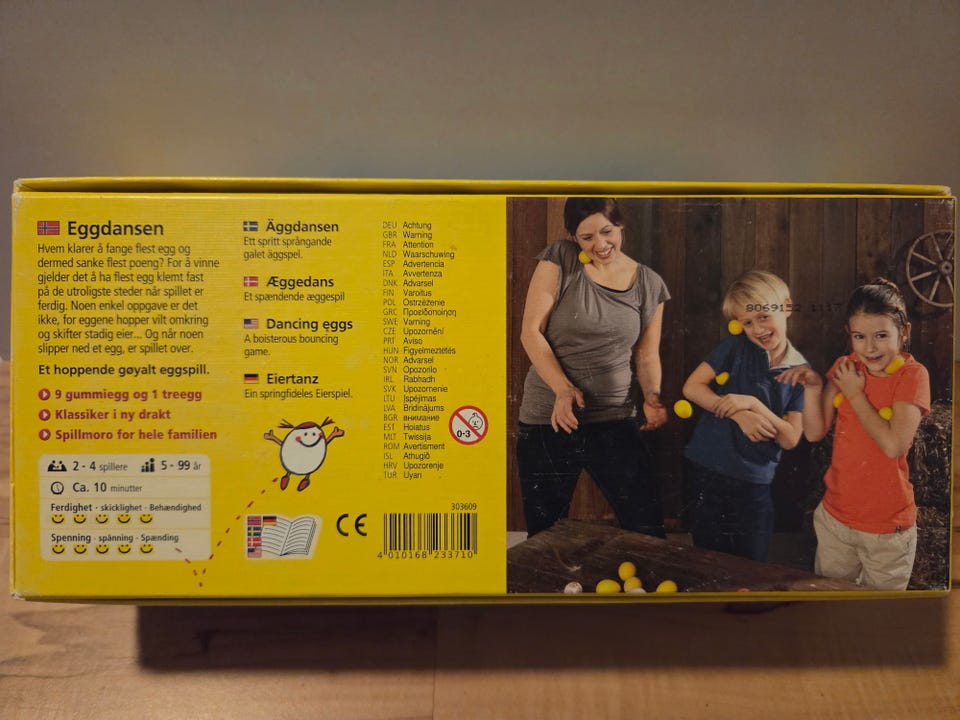 Eggdansen
Hvem klarer å fange flest egg og
dermed sanke flest poeng? For å vinne
gjelder det å ha flest egg klemt fast
på de utroligste steder når spillet er
ferdig. Noen enkel oppgave er det
ikke, for eggene hopper vilt omkring
og skifter stadig eier... Og når noen
slipper ned et egg, er spillet over.
Et hoppende gøyalt eggspill.
9 gummiegg og 1 treegg
Klassiker i ny drakt
Spillmoro for hele familien
2 - 4 spillere 5 - 99 år
Ca. 10 minutter
Ferdighet · skicklighet · Behændighed
Spenning · spänning · Spænding
Äggdansen
Ett spritt språngande
galet äggspel.
Æggedans
Et spændende æggespil
Dancing eggs
A boisterous bouncing
game.
Eiertanz
Ein springfideles Eierspiel.
DEU Achtung
GBR Warning
FRA Attention
NLD Waarschuwing
ESP Advertencia
ITA Avvertenza
DNK Advarsel
FIN Varoitus
POL Ostrzeżenie
GRC Προειδοποίηση
SWE Varning
CZE Upozornění
PRT Aviso
HUN Figyelmeztetés
NOR Advarsel
SVN Opozorilo
IRL Rabhadh
SVK Upozornenie
LTU Įspėjimas
LVA Brīdinājums
BGR внимание
EST Hoiatus
MLT Twissija
ROM Avertisment
ISL Athugið
HRV Upozorenje
TUR Uyarı
0-3
CE
303609
4 010168 233710
8069152 1117